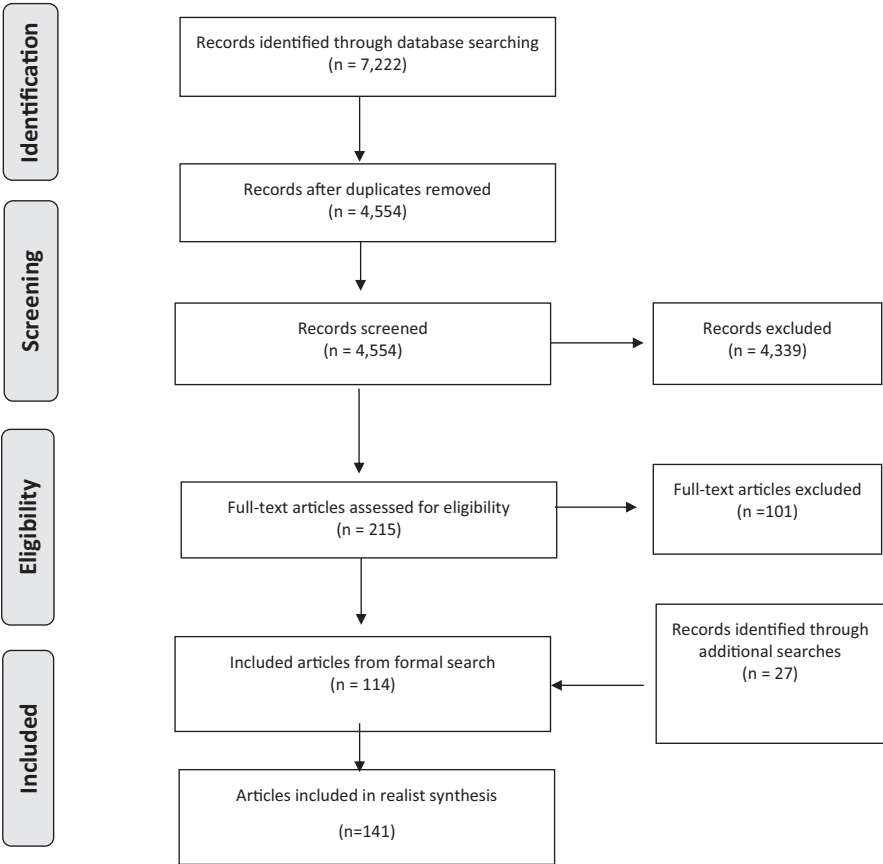 Identification
Records identified through database searching
(n = 7,222)
Records after duplicates removed
(n = 4,554)
Screening
Records screened
(n = 4,554)
Records excluded
(n = 4,339)
Eligibility
Full-text articles assessed for eligibility
(n = 215)
Full-text articles excluded
(n =101)
Included
Included articles from formal search
(n = 114)
Records identified through
additional searches
(n = 27)
Articles included in realist synthesis
(n=141)